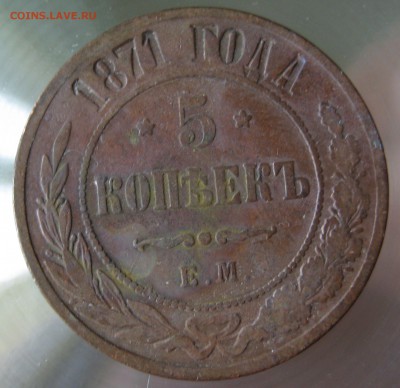 COINS.LAVE.RU
1871 ГОДА
5
КОПѢЕКЪ
Е.М.